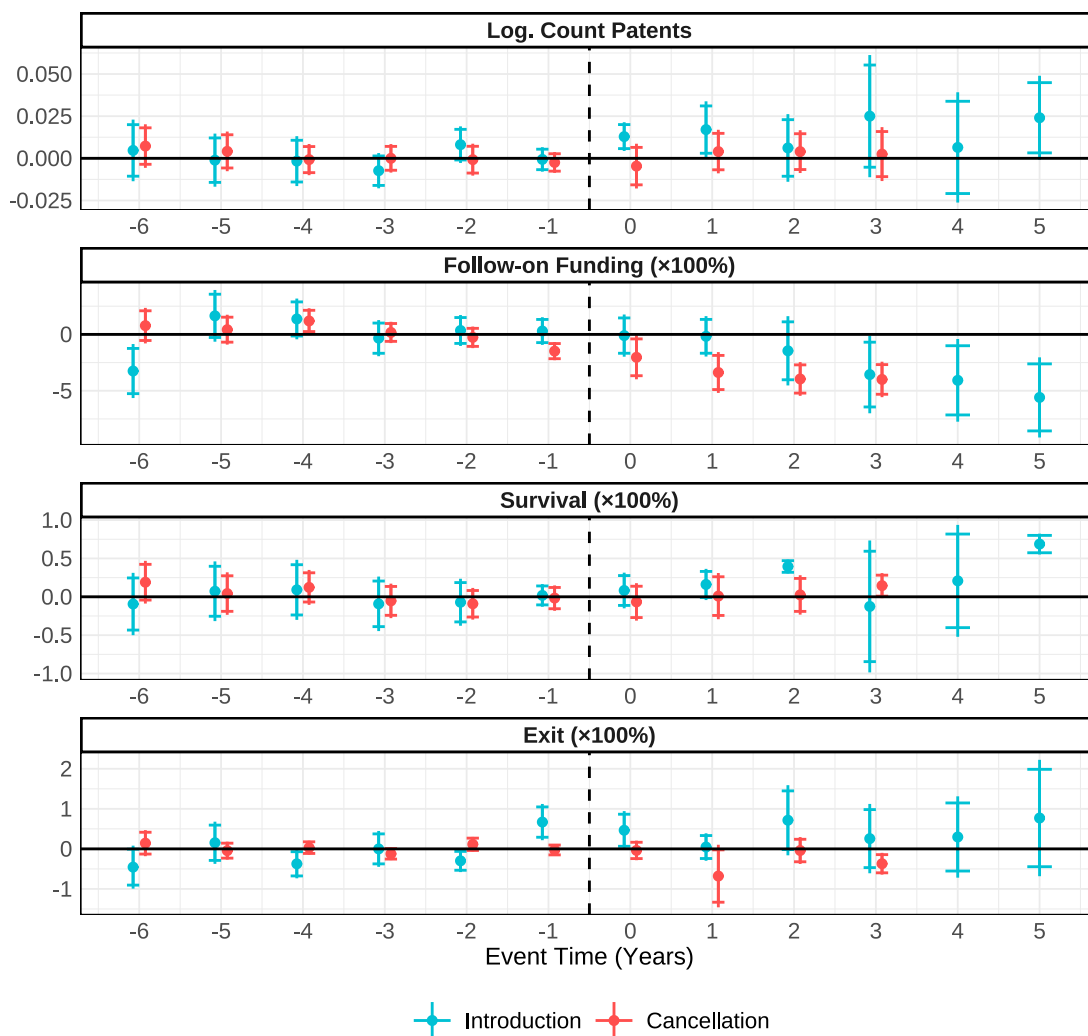 Log. Count Patents
0.050
0.025
0.000
-0.025
-6 -5 -4 -3 -2 -1 0 1 2 3 4 5
Follow-on Funding (×100%)
0
-5
-6 -5 -4 -3 -2 -1 0 1 2 3 4 5
Survival (×100%)
1.0
0.5
0.0
-0.5
-1.0
-6 -5 -4 -3 -2 -1 0 1 2 3 4 5
Exit (×100%)
2
1
0
-1
-6 -5 -4 -3 -2 -1 0 1 2 3 4 5
Event Time (Years)
Introduction Cancellation